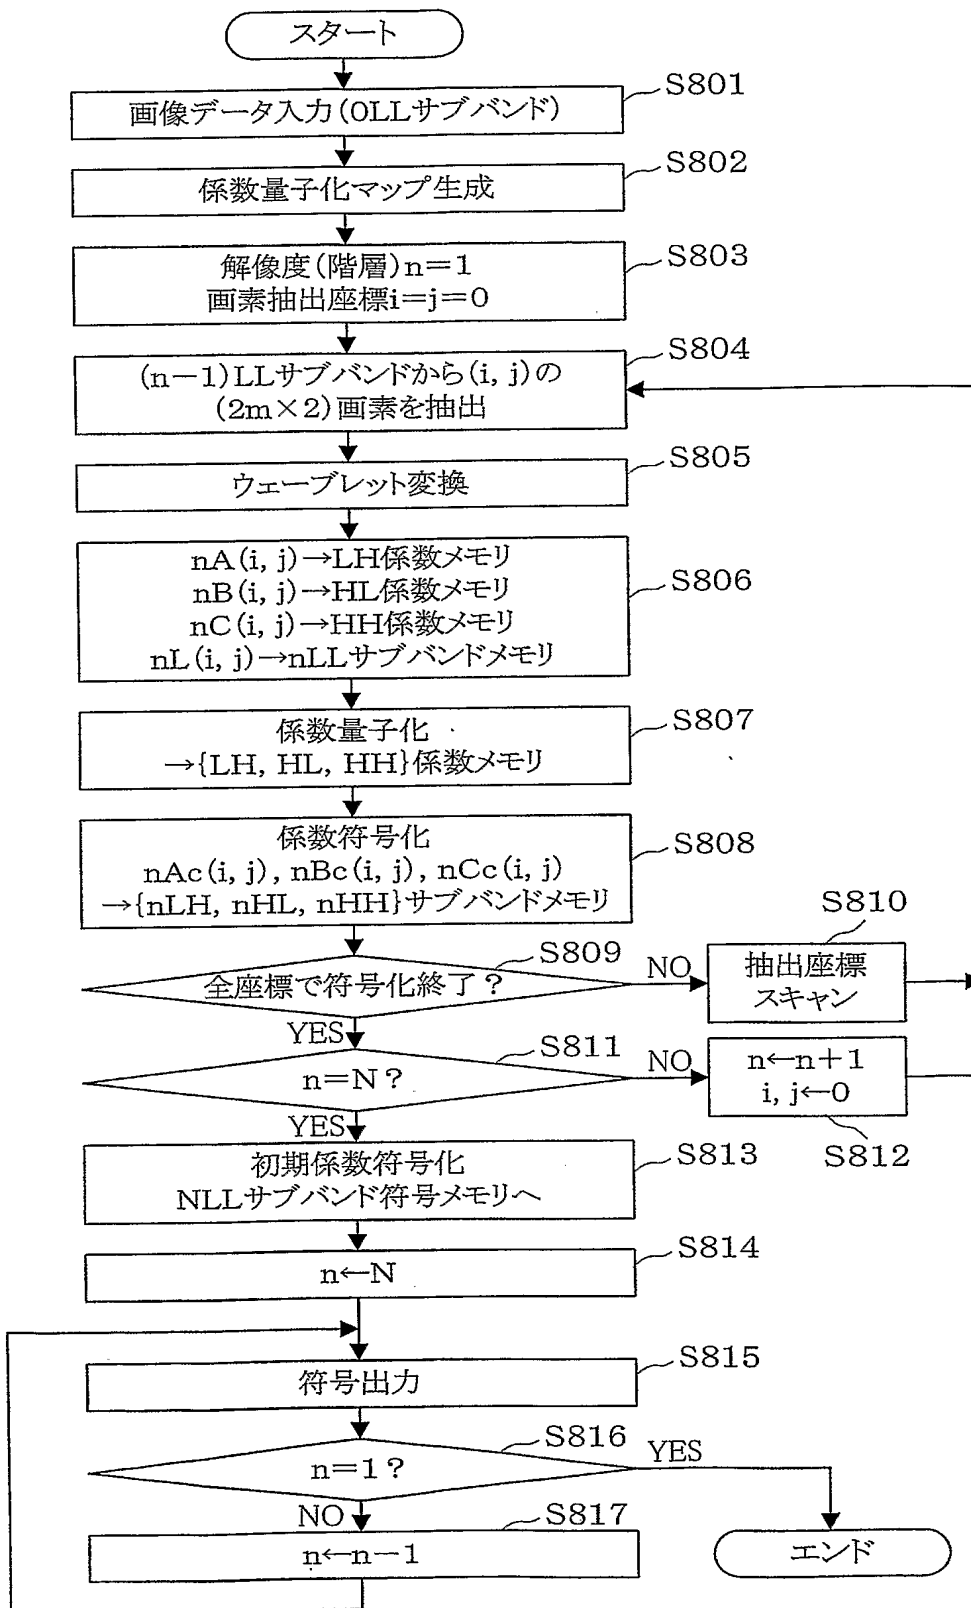 スタート
画像データ入力(0LLサブバンド)
S801
係数量子化マップ生成
S802
解像度(階層)n=1
画素抽出座標i=j=0
S803
(n-1)LLサブバンドから(i, j)の
(2m×2)画素を抽出
S804
ウェーブレット変換
S805
nA(i, j)→LH係数メモリ
nB(i, j)→HL係数メモリ
nC(i, j)→HH係数メモリ
nL(i, j)→nLLサブバンドメモリ
S806
係数量子化
→{LH, HL, HH}係数メモリ
S807
係数符号化
nAc(i, j), nBc(i, j), nCc(i, j)
→{nLH, nHL, nHH}サブバンドメモリ
S808
全座標で符号化終了?
S809
NO
抽出座標
スキャン
S810
YES
n=N?
S811
NO
n←n+1
i, j←0
S812
YES
初期係数符号化
NLLサブバンド符号メモリへ
S813
n←N
S814
符号出力
S815
n=1?
S816
YES
NO
n←n-1
S817
エンド